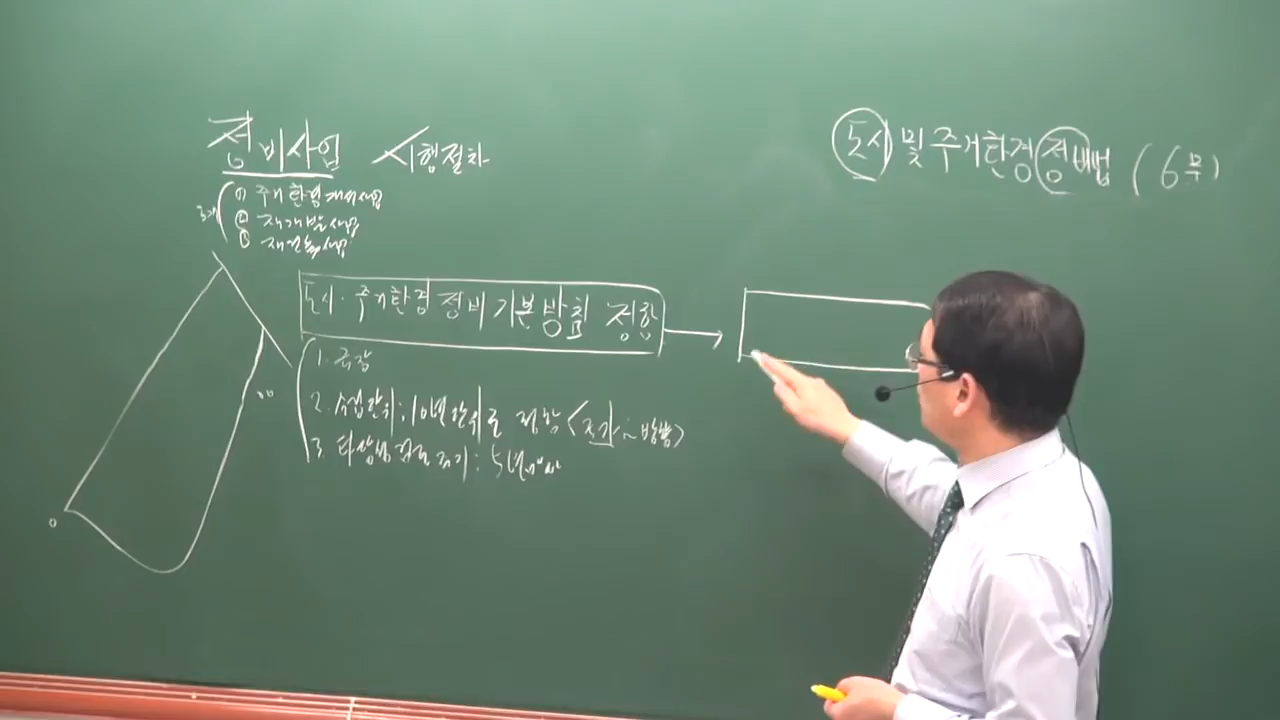 정비사업 시행절차
도시 및 주거환경정비법 (6부)
3개
① 주거환경개선사업
② 재개발사업
③ 재건축사업
도시·주거환경정비기본방침 정함
1. 국장
2. 수립단위 : 10년 단위로 정함
3. 타당성 검토 주기 : 5년마다